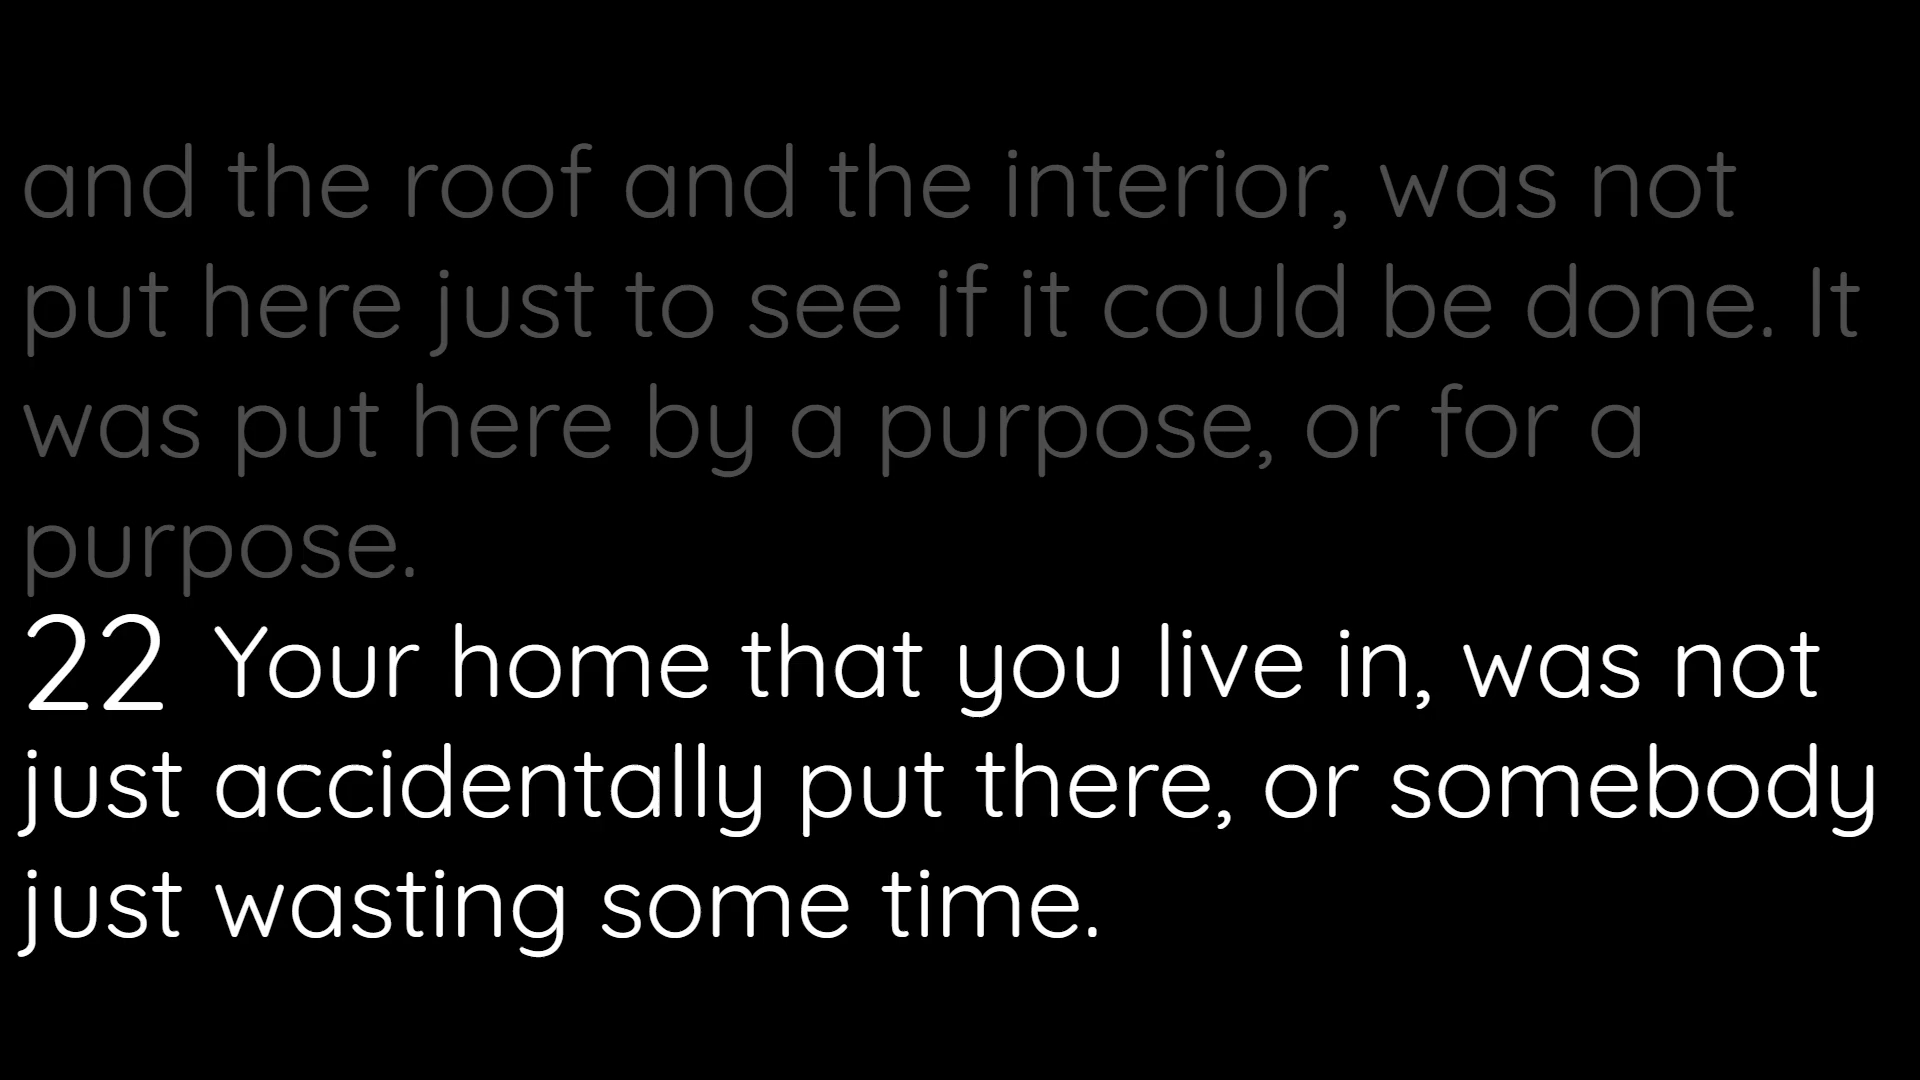 and the roof and the interior, was not
put here just to see if it could be done. It
was put here by a purpose, or for a
purpose.
22 Your home that you live in, was not
just accidentally put there, or somebody
just wasting some time.